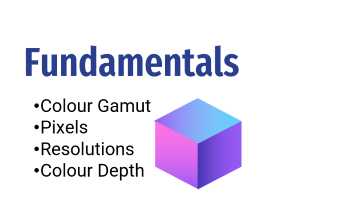 Fundamentals
•Colour Gamut
•Pixels
•Resolutions
•Colour Depth